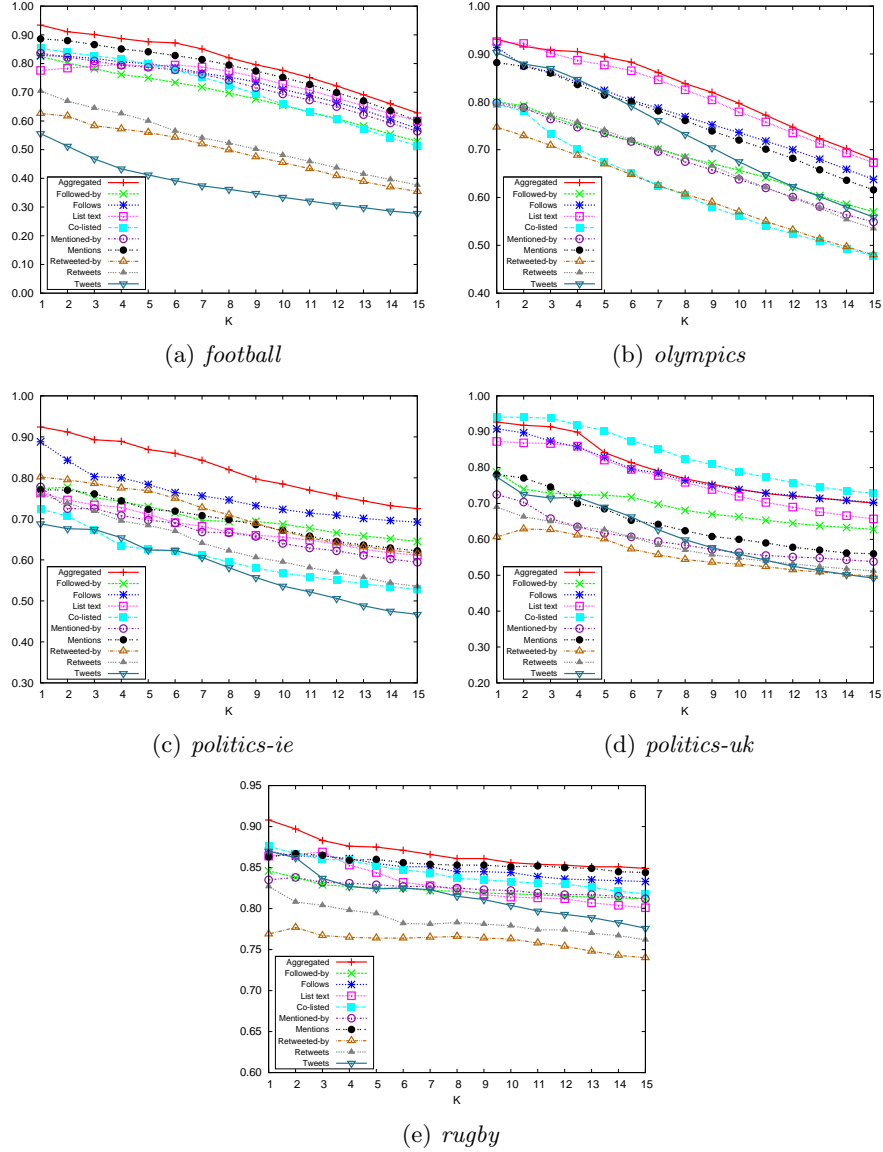 1.00
0.90
0.80
0.70
0.60
0.50
0.40
0.30
0.20
0.10
0.00
Aggregated
Followed-by
Follows
List text
Co-listed
Mentioned-by
Mentions
Retweeted-by
Retweets
Tweets
1 2 3 4 5 6 7 8 9 10 11 12 13 14 15
K
(a) football
1.00
0.90
0.80
0.70
0.60
0.50
0.40
Aggregated
Followed-by
Follows
List text
Co-listed
Mentioned-by
Mentions
Retweeted-by
Retweets
Tweets
1 2 3 4 5 6 7 8 9 10 11 12 13 14 15
K
(b) olympics
1.00
0.90
0.80
0.70
0.60
0.50
0.40
0.30
Aggregated
Followed-by
Follows
List text
Co-listed
Mentioned-by
Mentions
Retweeted-by
Retweets
Tweets
1 2 3 4 5 6 7 8 9 10 11 12 13 14 15
K
(c) politics-ie
1.00
0.90
0.80
0.70
0.60
0.50
0.40
0.30
0.20
Aggregated
Followed-by
Follows
List text
Co-listed
Mentioned-by
Mentions
Retweeted-by
Retweets
Tweets
1 2 3 4 5 6 7 8 9 10 11 12 13 14 15
K
(d) politics-uk
0.95
0.90
0.85
0.80
0.75
0.70
0.65
0.60
Aggregated
Followed-by
Follows
List text
Co-listed
Mentioned-by
Mentions
Retweeted-by
Retweets
Tweets
1 2 3 4 5 6 7 8 9 10 11 12 13 14 15
K
(e) rugby